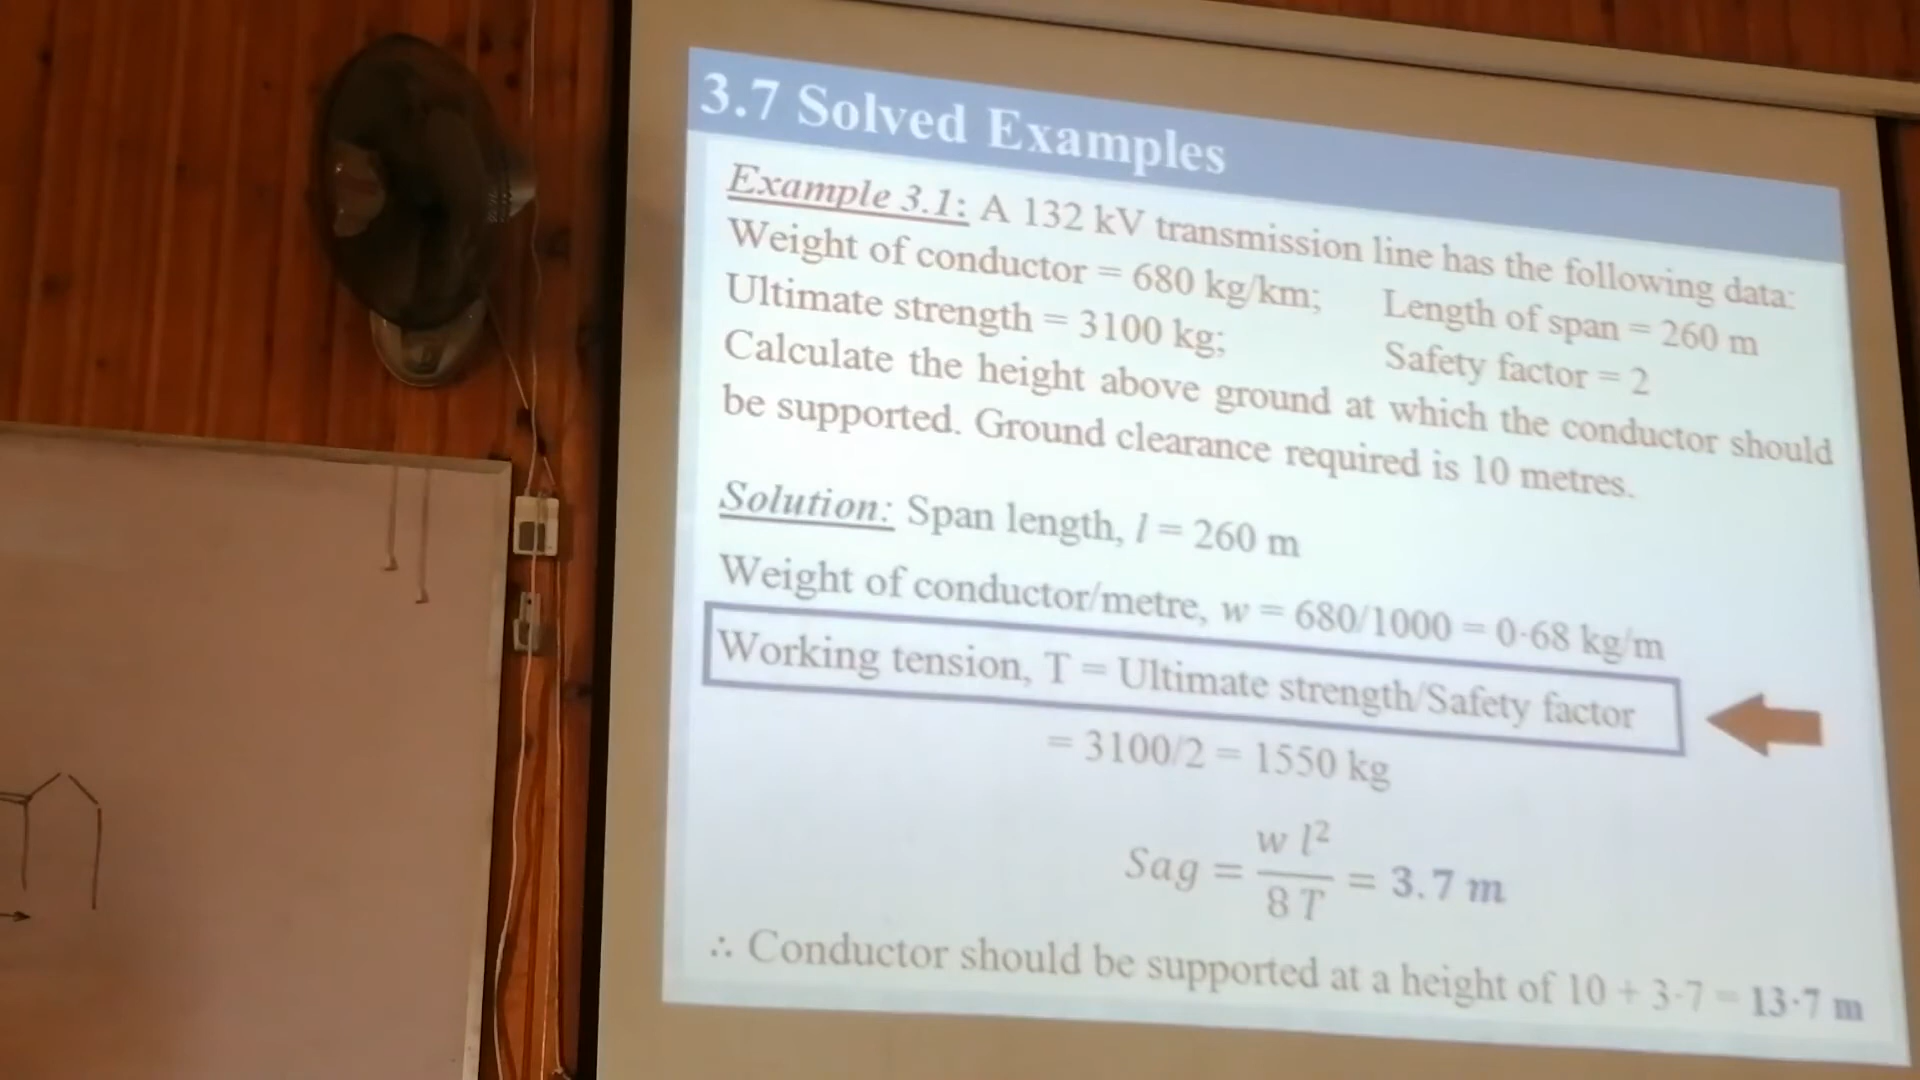 3.7 Solved Examples
Example 3.1: A 132 kV transmission line has the following data:
Weight of conductor = 680 kg/km; Length of span = 260 m
Ultimate strength = 3100 kg; Safety factor = 2
Calculate the height above ground at which the conductor should
be supported. Ground clearance required is 10 metres.
Solution: Span length, l = 260 m
Weight of conductor/metre, w = 680/1000 = 0·68 kg/m
Working tension, T = Ultimate strength/Safety factor
= 3100/2 = 1550 kg
Sag = w l² / 8 T = 3.7 m
∴ Conductor should be supported at a height of 10 + 3·7 = 13·7 m